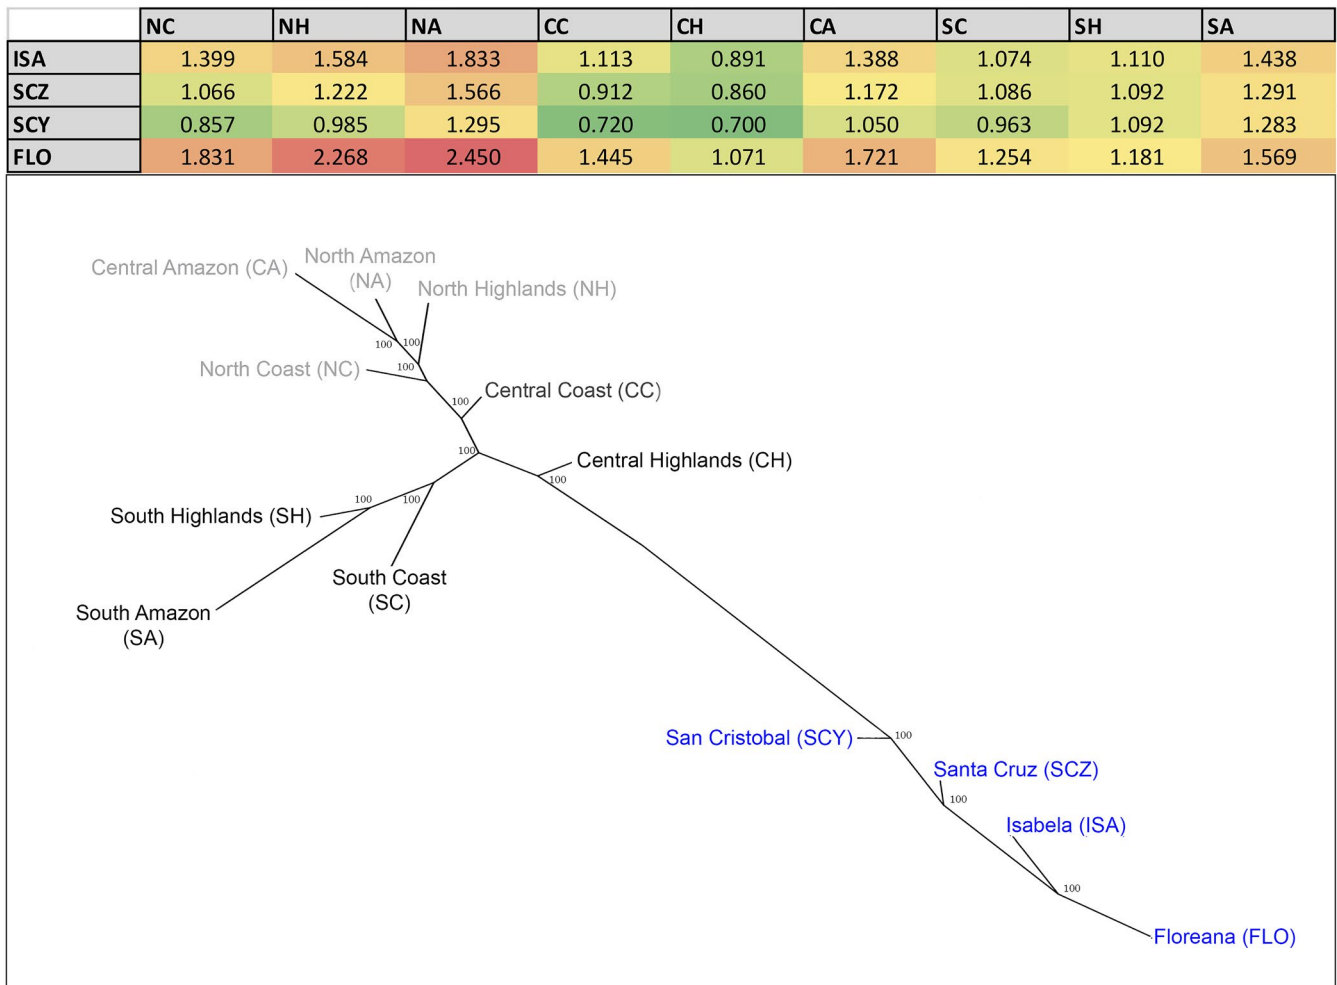 NC NH NA CC CH CA SC SH SA
ISA 1.399 1.584 1.833 1.113 0.891 1.388 1.074 1.110 1.438
SCZ 1.066 1.222 1.566 0.912 0.860 1.172 1.086 1.092 1.291
SCY 0.857 0.985 1.295 0.720 0.700 1.050 0.963 1.092 1.283
FLO 1.831 2.268 2.450 1.445 1.071 1.721 1.254 1.181 1.569
North Amazon
(NA)
Central Amazon (CA)
North Highlands (NH)
100 100
100
North Coast (NC)
Central Coast (CC)
100
100
Central Highlands (CH)
100
100
100
South Highlands (SH)
South Coast
(SC)
South Amazon
(SA)
San Cristobal (SCY)
100
Santa Cruz (SCZ)
100
Isabela (ISA)
100
Floreana (FLO)